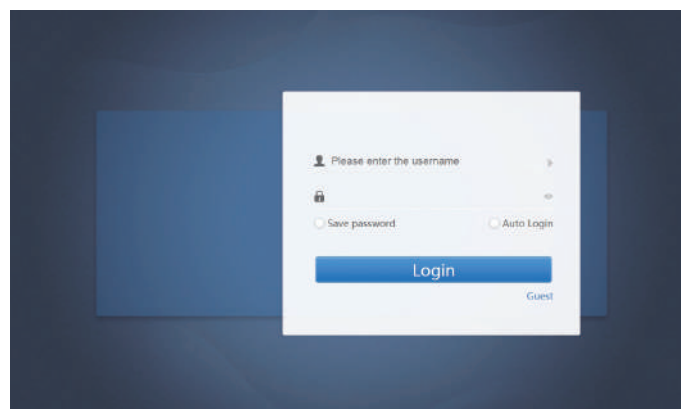 Please enter the username
Save password
Auto Login
Login
Guest